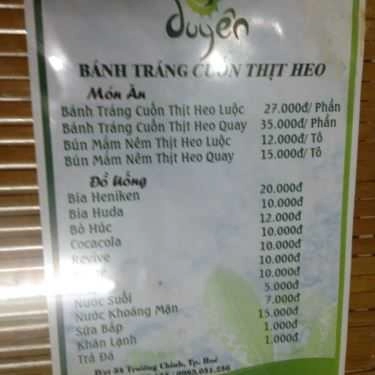 Duyên
BÁNH TRÁNG CUỐN THỊT HEO
Món Ăn
Bánh Tráng Cuốn Thịt Heo Luộc 27.000đ/ Phần
Bánh Tráng Cuốn Thịt Heo Quay 35.000đ/ Phần
Bún Mắm Nêm Thịt Heo Luộc 12.000đ/ Tô
Bún Mắm Nêm Thịt Heo Quay 15.000đ/ Tô
Đồ Uống
Bia Heniken 20.000đ
Bia Huda 10.000đ
Bò Húc 12.000đ
Cocacola 10.000đ
Revive 10.000đ
10.000đ
Nước Suối 5.000đ
Nước Khoáng Mặn 7.000đ
Sữa Bắp 15.000đ
Khăn Lạnh 1.000đ
Trà Đá 1.000đ
Trường Chinh, Tp. Huế